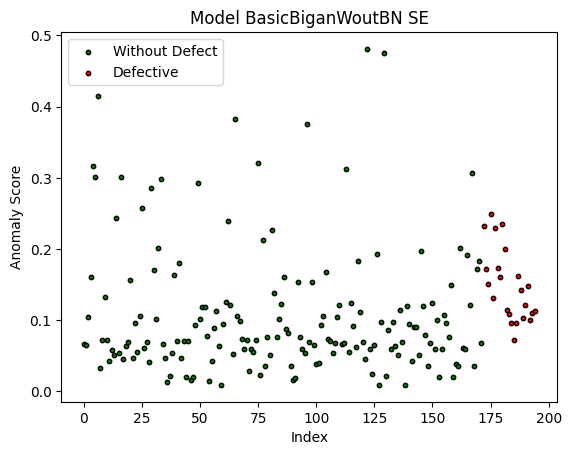 Model BasicBiganWoutBN SE
Without Defect
Defective
Anomaly Score
0.5
0.4
0.3
0.2
0.1
0.0
0 25 50 75 100 125 150 175 200
Index